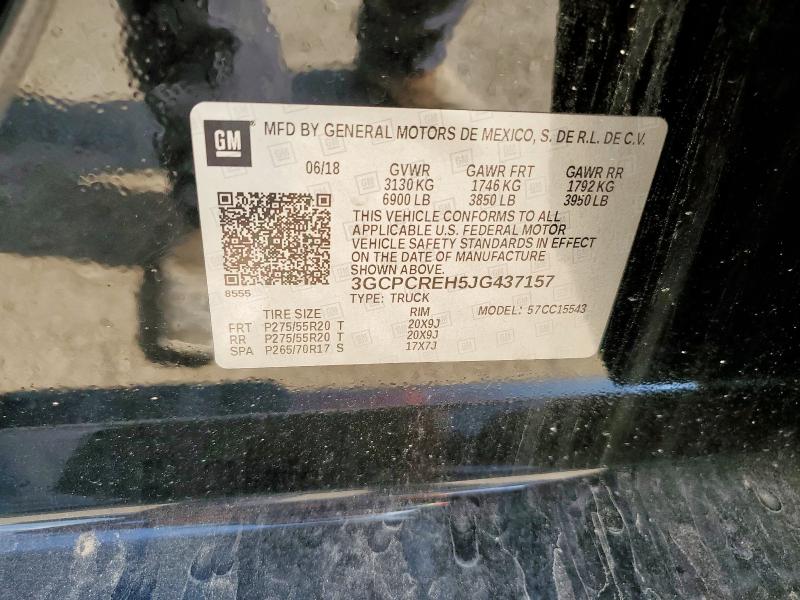 GM
MFD BY GENERAL MOTORS DE MEXICO, S. DE R.L. DE C.V.
06/18 GVWR GAWR FRT GAWR RR
3130 KG 1746 KG 1792 KG
6900 LB 3850 LB 3950 LB
THIS VEHICLE CONFORMS TO ALL
APPLICABLE U.S. FEDERAL MOTOR
VEHICLE SAFETY STANDARDS IN EFFECT
ON THE DATE OF MANUFACTURE
SHOWN ABOVE.
8555
3GCPCREH5JG437157
TYPE: TRUCK
MODEL: 57CC15543
TIRE SIZE RIM
FRT P275/55R20 T 20X9J
RR P275/55R20 T 20X9J
SPA P265/70R17 S 17X7J